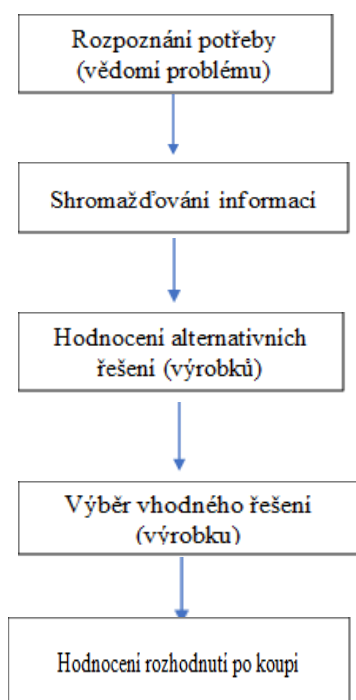 Rozpoznání potřeby
(vědomí problému)
Shromažďování informací
Hodnocení alternativních
řešení (výrobků)
Výběr vhodného řešení
(výrobku)
Hodnocení rozhodnutí po koupi